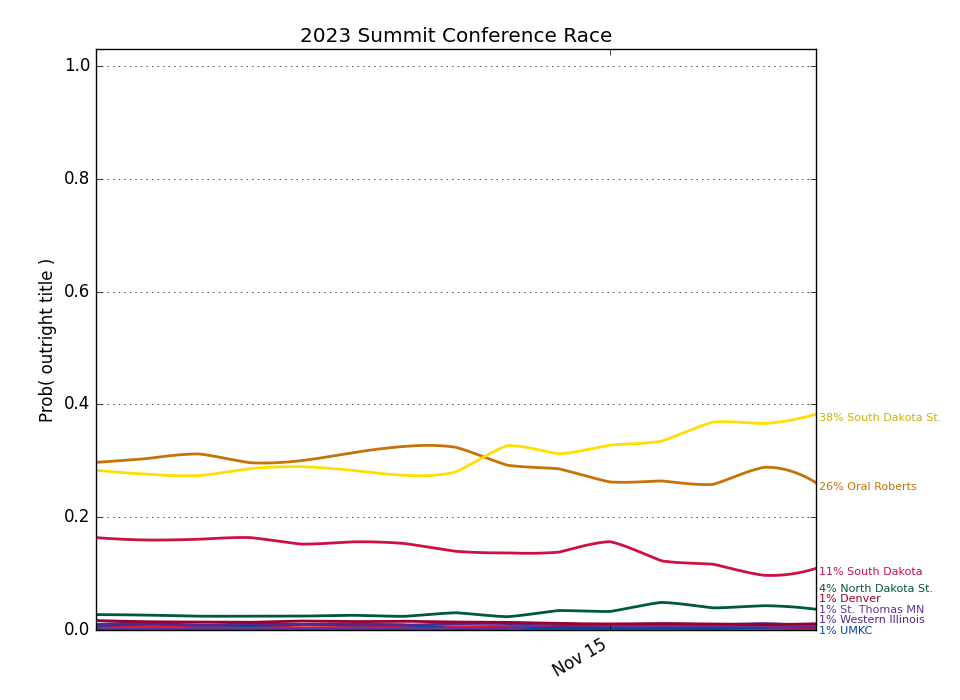 2023 Summit Conference Race
1.0
0.8
0.6
0.4
0.2
0.0
Prob( outright title )
Nov 15
38% South Dakota St.
26% Oral Roberts
11% South Dakota
4% North Dakota St.
1% Denver
1% St. Thomas MN
1% Western Illinois
1% UMKC